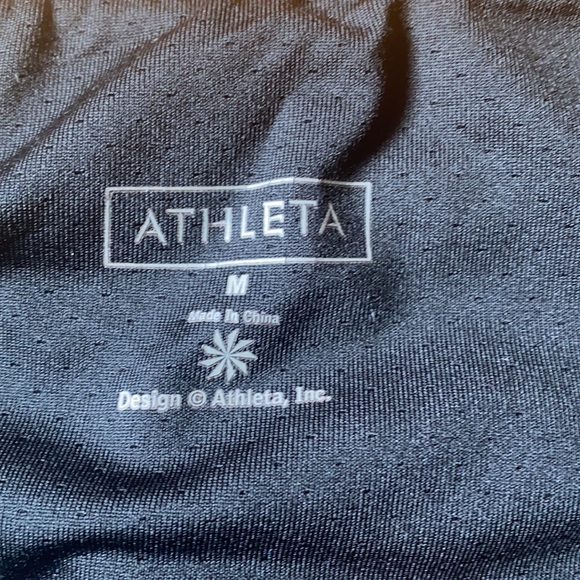 ATHLETA
M
Made In China
Design © Athleta, Inc.